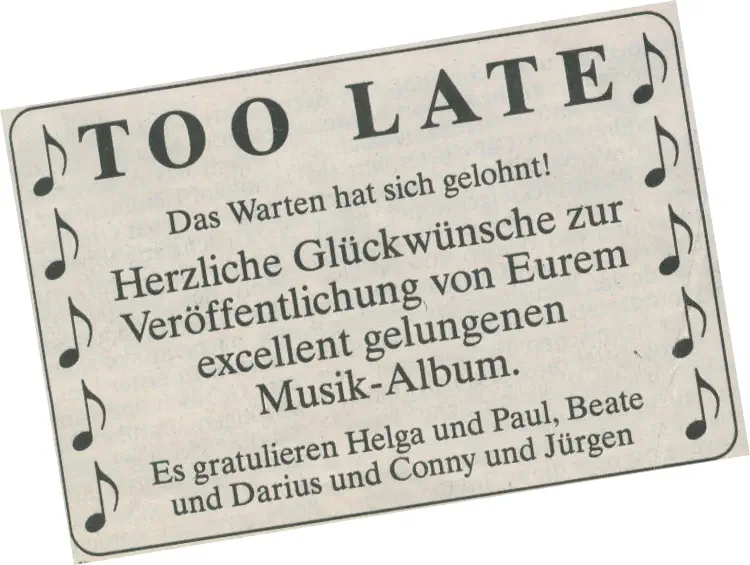 TOO LATE
Das Warten hat sich gelohnt!
Herzliche Glückwünsche zur
Veröffentlichung von Eurem
excellent gelungenen
Musik-Album.
Es gratulieren Helga und Paul, Beate
und Darius und Conny und Jürgen